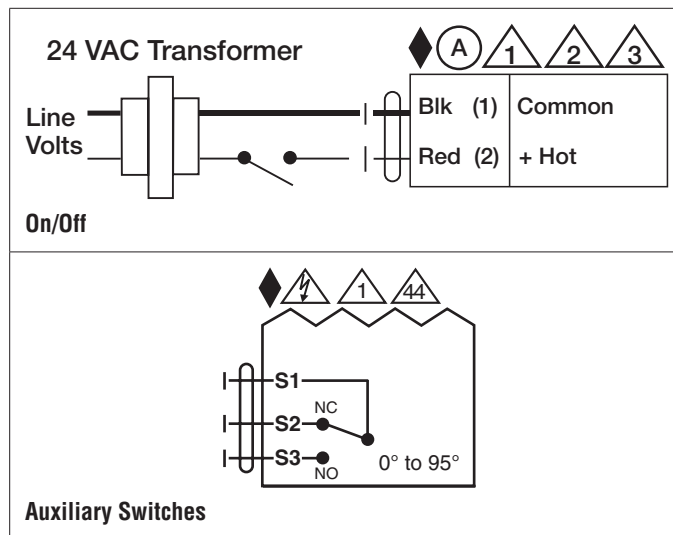 24 VAC Transformer
A 1 2 3
Line
Volts
Blk (1) Common
Red (2) + Hot
On/Off
1 44
S1
S2 NC
S3 NO
0° to 95°
Auxiliary Switches